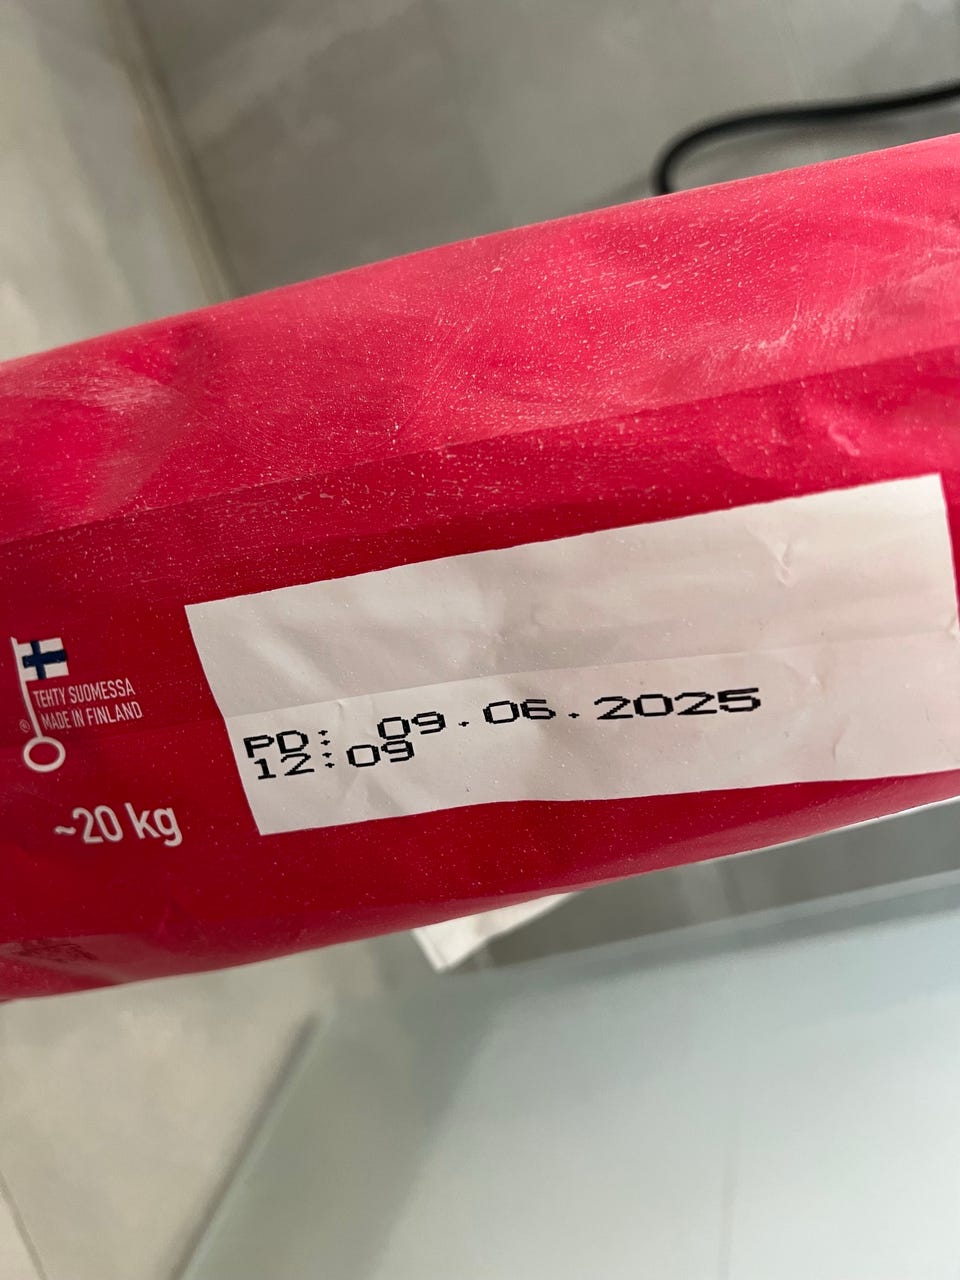 TEHTY SUOMESSA
® MADE IN FINLAND
~20 kg
PD: 09.06.2025
12:09